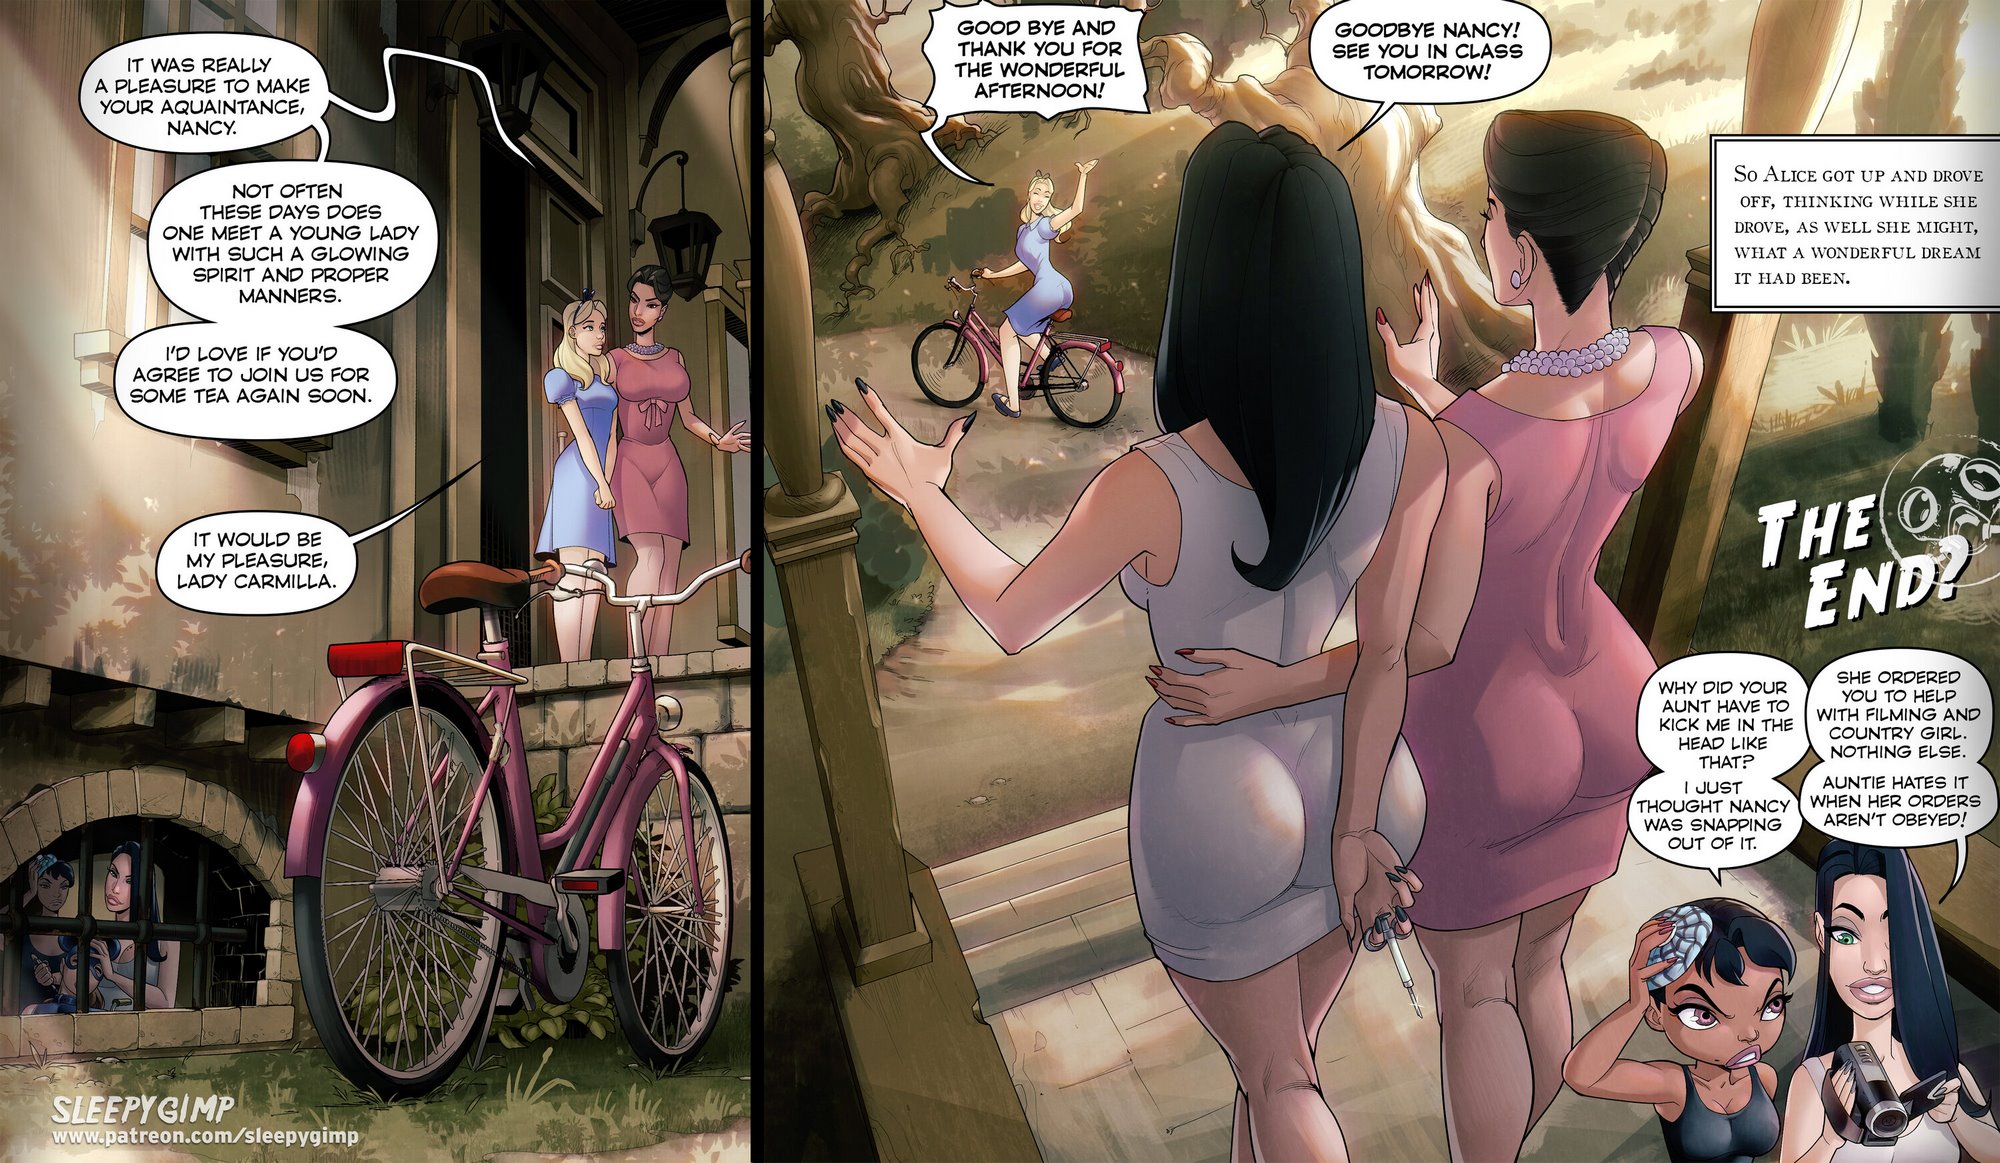 IT WAS REALLY
A PLEASURE TO MAKE
YOUR AQUAINTANCE,
NANCY.
NOT OFTEN
THESE DAYS DOES
ONE MEET A YOUNG LADY
WITH SUCH A GLOWING
SPIRIT AND PROPER
MANNERS.
I'D LOVE IF YOU'D
AGREE TO JOIN US FOR
SOME TEA AGAIN SOON.
IT WOULD BE
MY PLEASURE,
LADY CARMILLA.
SLEEPYGIMP
www.patreon.com/sleepygimp
GOOD BYE AND
THANK YOU FOR
THE WONDERFUL
AFTERNOON!
GOODBYE NANCY!
SEE YOU IN CLASS
TOMORROW!
SO ALICE GOT UP AND DROVE
OFF, THINKING WHILE SHE
DROVE, AS WELL SHE MIGHT,
WHAT A WONDERFUL DREAM
IT HAD BEEN.
THE
END?
WHY DID YOUR
AUNT HAVE TO
KICK ME IN THE
HEAD LIKE
THAT?
I JUST
THOUGHT NANCY
WAS SNAPPING
OUT OF IT.
SHE ORDERED
YOU TO HELP
WITH FILMING AND
COUNTRY GIRL.
NOTHING ELSE.
AUNTIE HATES IT
WHEN HER ORDERS
AREN'T OBEYED!